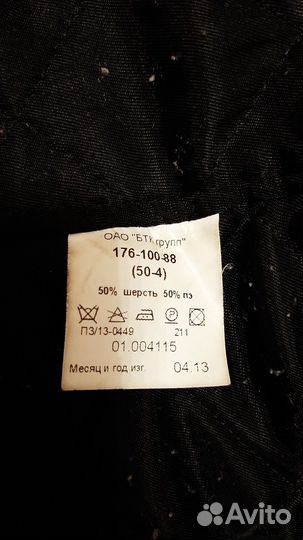 ОАО "БТК групп"
176-100-88
(50-4)
50% шерсть 50% пэ
ПЗ/13-0449 211
01.004115
Месяц и год изг. 04.13
Avito